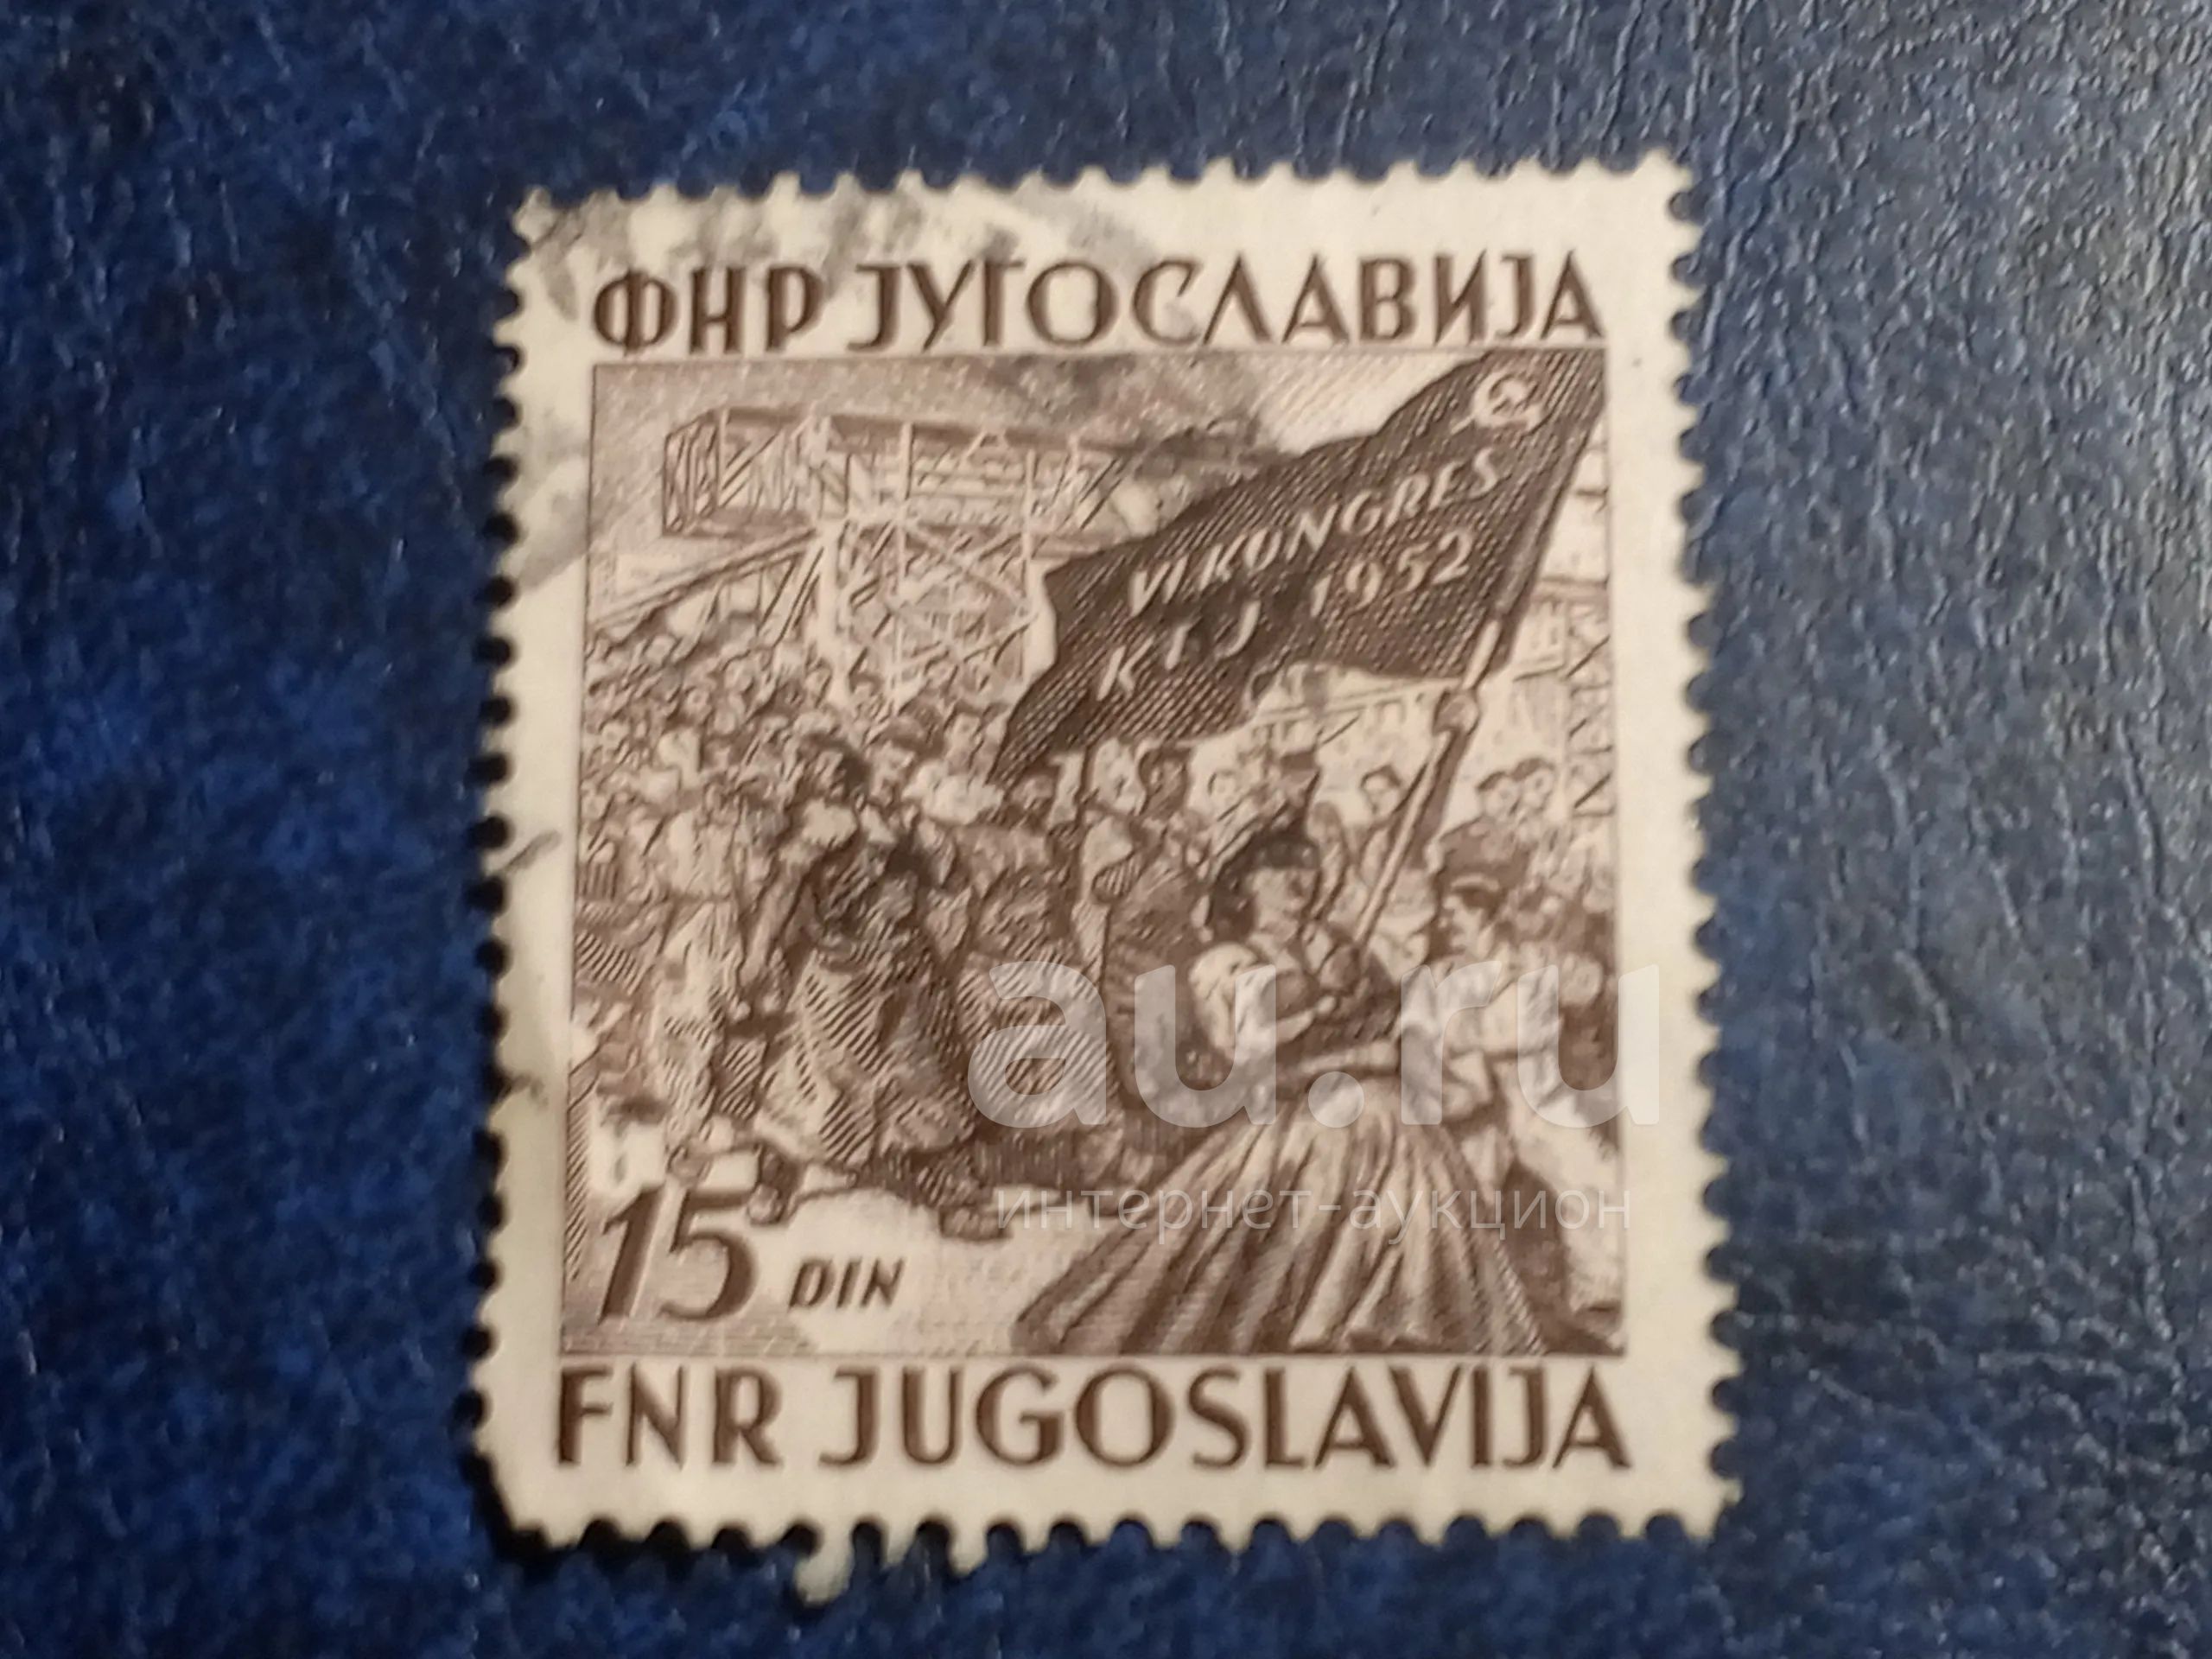 ФНР ЈУГОСЛАВИЈА
VI KONGRES
KPJ 1952
au.ru
интернет-аукцион
15 DIN
FNR JUGOSLAVIJA